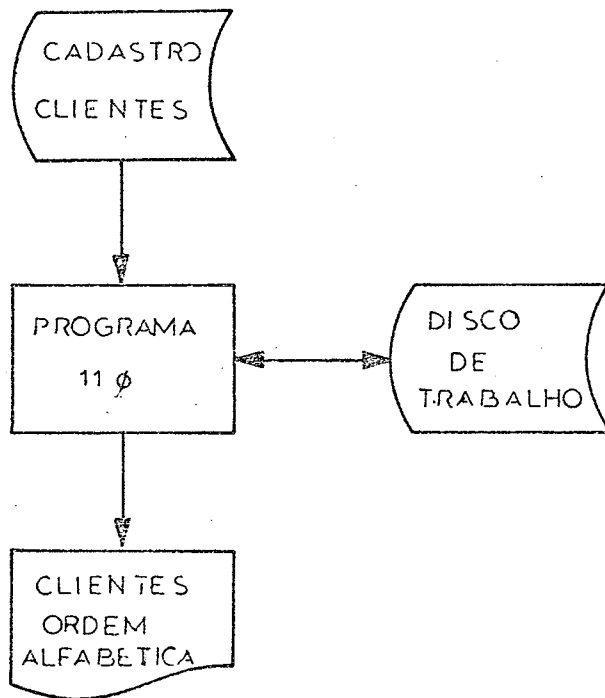 CADASTRO
CLIENTES
PROGRAMA
11 φ
DISCO
DE
TRABALHO
CLIENTES
ORDEM
ALFABETICA